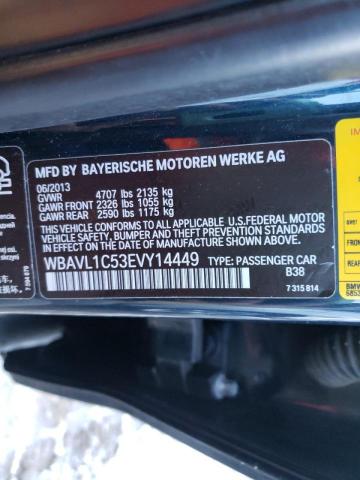 MFD BY BAYERISCHE MOTOREN WERKE AG
06/2013
GVWR 4707 lbs 2135 kg
GAWR FRONT 2326 lbs 1055 kg
GAWR REAR 2590 lbs 1175 kg
THIS VEHICLE CONFORMS TO ALL APPLICABLE U.S.FEDERAL MOTOR
VEHICLE SAFETY, BUMPER, AND THEFT PREVENTION
STANDARDS IN EFFECT ON THE DATE OF MANUFACTURE
SHOWN ABOVE.
WBAVL1C53EVY14449 TYPE: PASSENGER CAR
B38
7 315 814
FRON
REAR
BMW